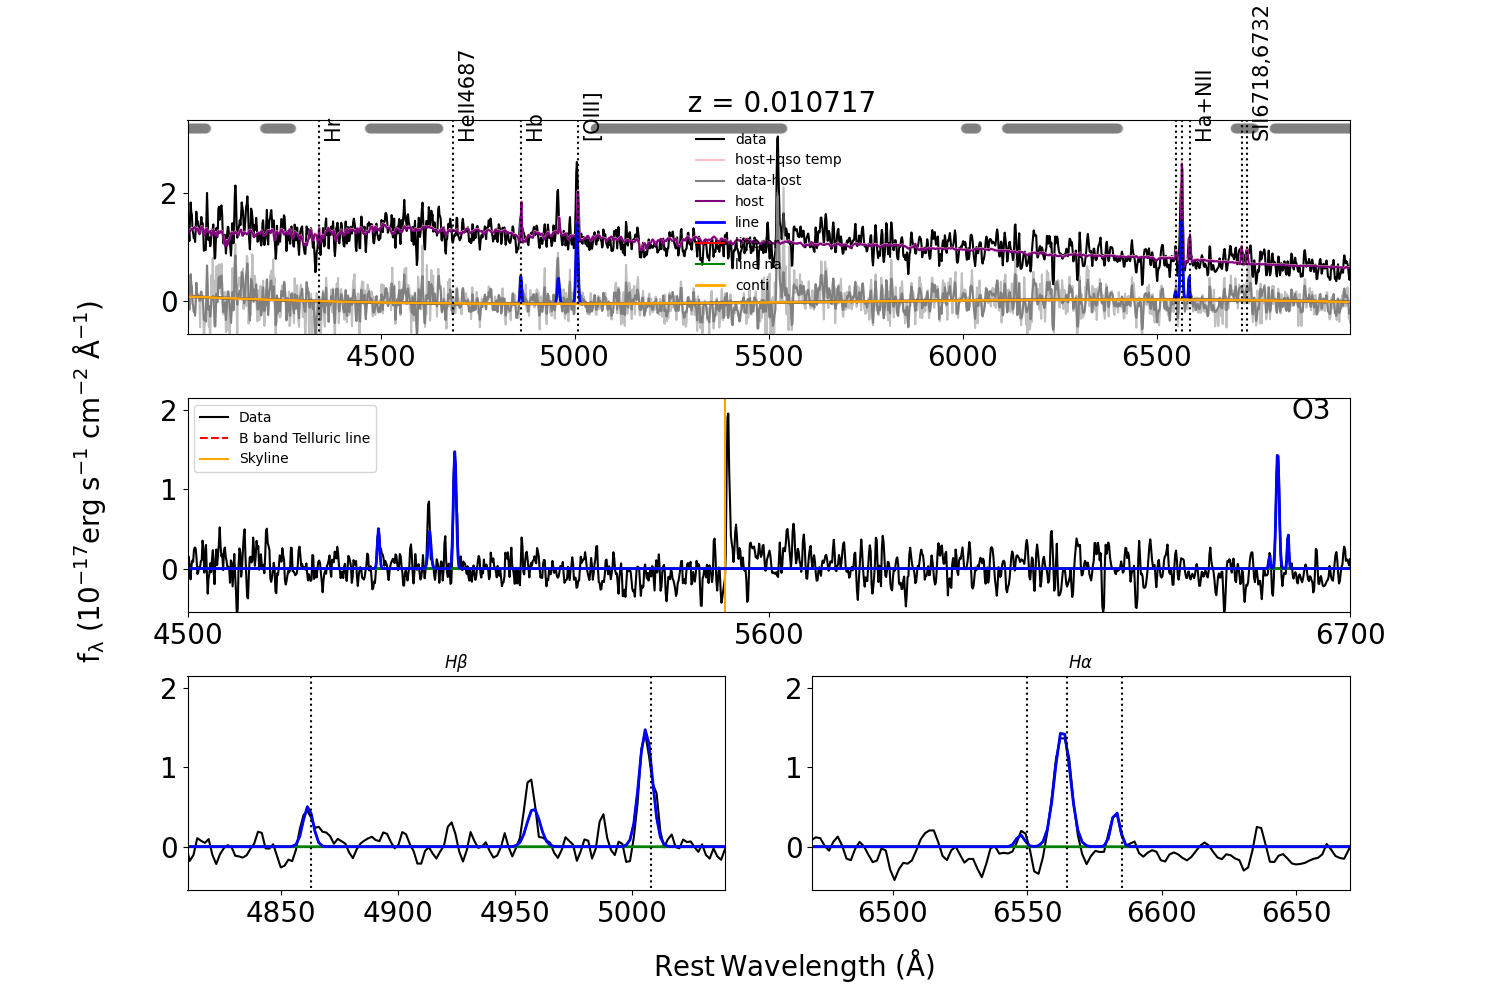 z = 0.010717
Hr
HeII4687
Hb
[OIII]
Ha+NII
SII6718,6732
data
host+qso temp
data-host
host
line
line na
conti
2
0
4500 5000 5500 6000 6500
fλ (10⁻¹⁷erg s⁻¹ cm⁻² Å⁻¹)
O3
Data
B band Telluric line
Skyline
2
1
0
4500 5600 6700
Hβ
2
1
0
4850 4900 4950 5000
Hα
2
1
0
6500 6550 6600 6650
Rest Wavelength (Å)